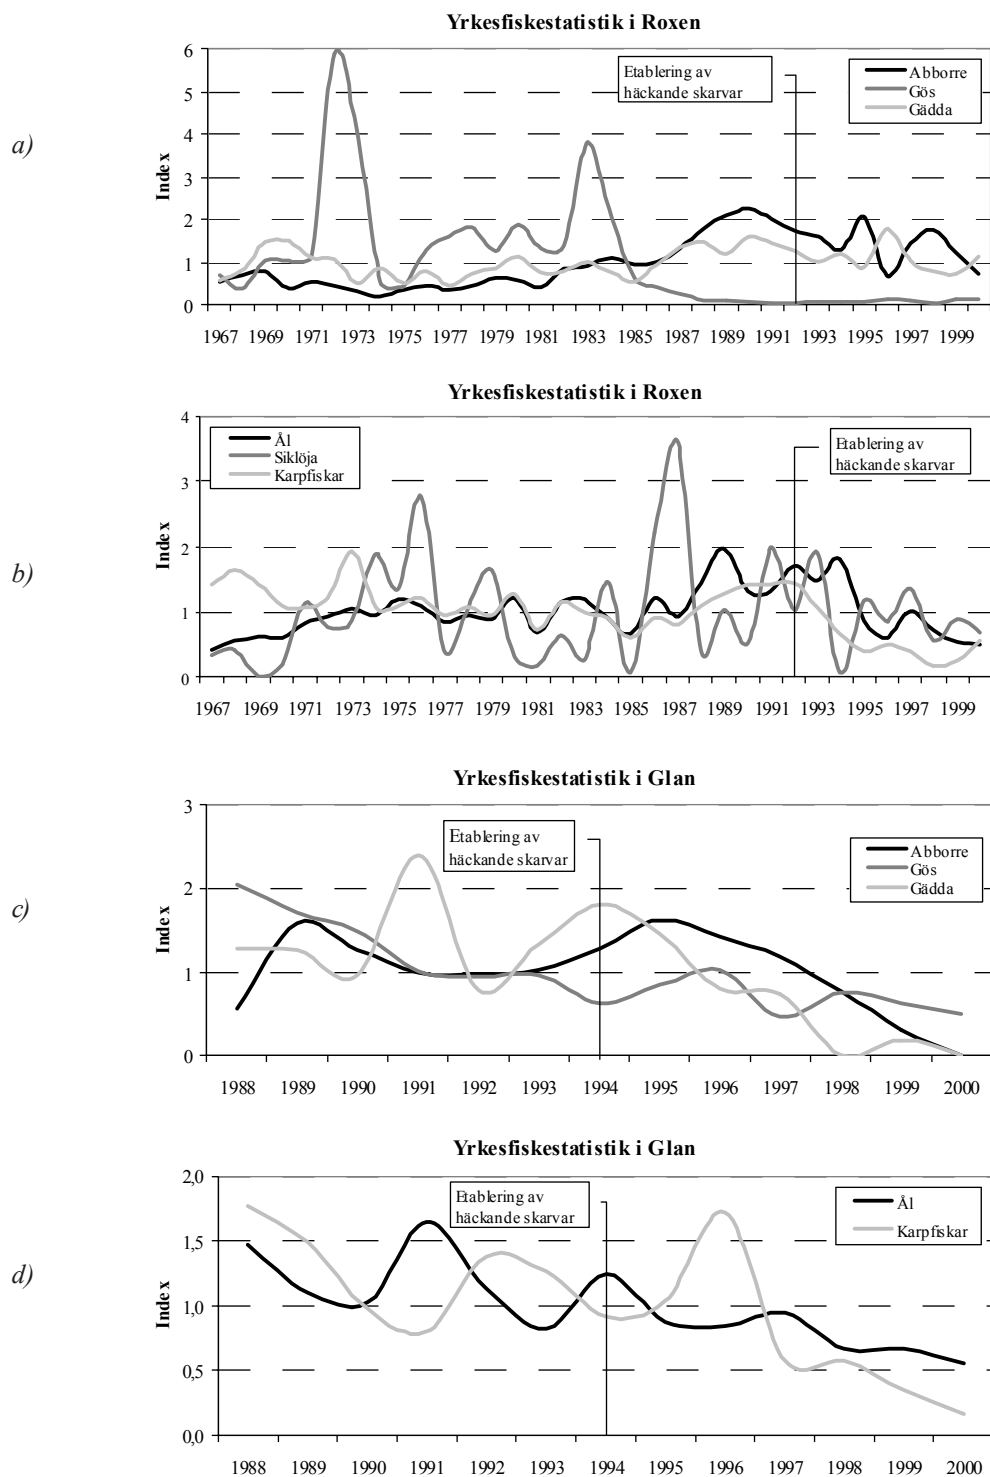 Yrkesfiskestatistik i Roxen
a)
Index
6
5
4
3
2
1
0
Etablering av
häckande skarvar
Abborre
Gös
Gädda
1967 1969 1971 1973 1975 1977 1979 1981 1983 1985 1987 1989 1991 1993 1995 1997 1999
Yrkesfiskestatistik i Roxen
b)
Index
4
3
2
1
0
Ål
Siklöja
Karpfiskar
Etablering av
häckande skarvar
1967 1969 1971 1973 1975 1977 1979 1981 1983 1985 1987 1989 1991 1993 1995 1997 1999
Yrkesfiskestatistik i Glan
c)
Index
3
2
1
0
Etablering av
häckande skarvar
Abborre
Gös
Gädda
1988 1989 1990 1991 1992 1993 1994 1995 1996 1997 1998 1999 2000
Yrkesfiskestatistik i Glan
d)
Index
2,0
1,5
1,0
0,5
0,0
Etablering av
häckande skarvar
Ål
Karpfiskar
1988 1989 1990 1991 1992 1993 1994 1995 1996 1997 1998 1999 2000